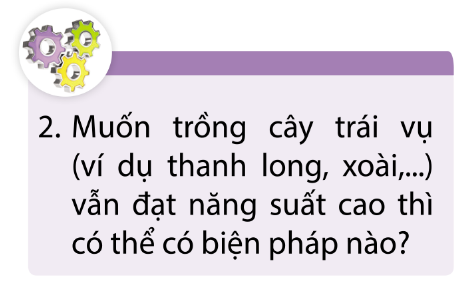 2. Muốn trồng cây trái vụ
(ví dụ thanh long, xoài,...)
vẫn đạt năng suất cao thì
có thể có biện pháp nào?